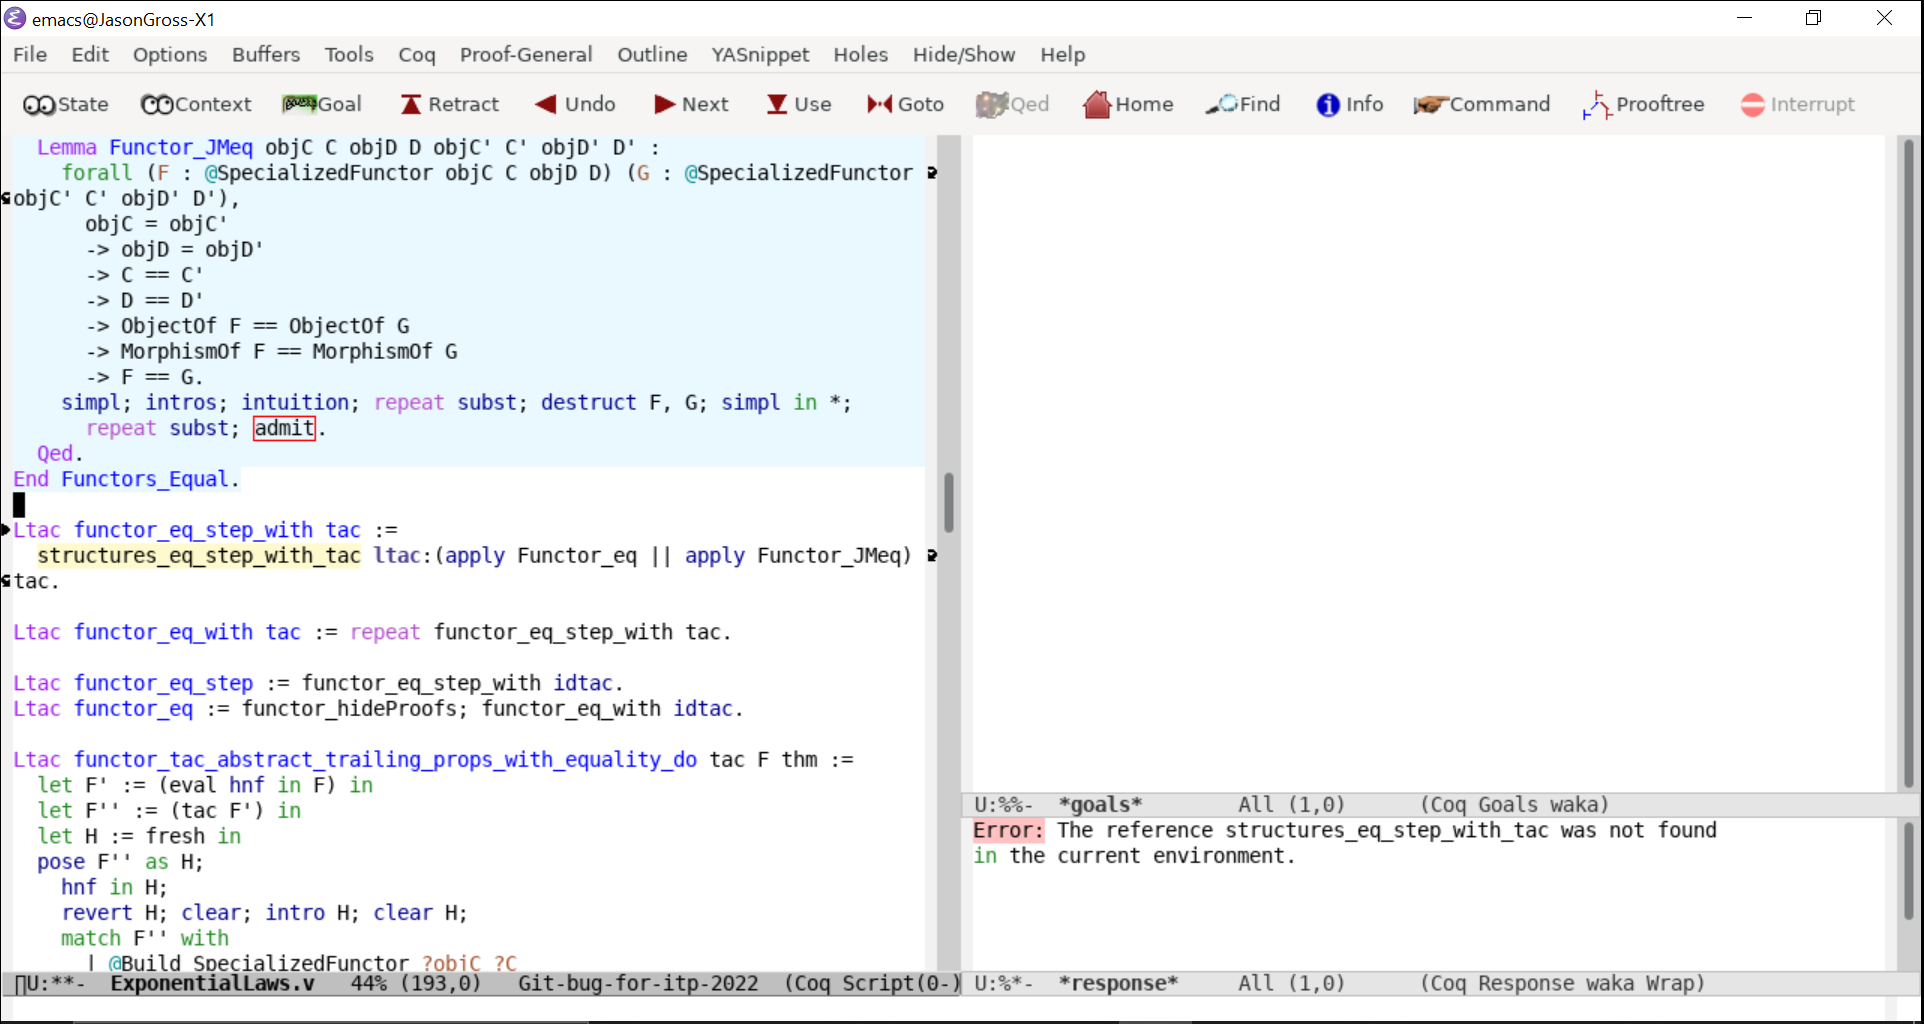 emacs@JasonGross-X1
File Edit Options Buffers Tools Coq Proof-General Outline YASnippet Holes Hide/Show Help
State Context Goal Retract Undo Next Use Goto Qed Home Find Info Command Prooftree Interrupt
Lemma Functor_JMeq objC C objD D objC' C' objD' D' :
forall (F : @SpecializedFunctor objC C objD D) (G : @SpecializedFunctor
objC' C' objD' D'),
objC = objC'
-> objD = objD'
-> C == C'
-> D == D'
-> ObjectOf F == ObjectOf G
-> MorphismOf F == MorphismOf G
-> F == G.
simpl; intros; intuition; repeat subst; destruct F, G; simpl in *;
repeat subst; admit.
Qed.
End Functors_Equal.
Ltac functor_eq_step_with tac :=
structures_eq_step_with_tac ltac:(apply Functor_eq || apply Functor_JMeq)
tac.
Ltac functor_eq_with tac := repeat functor_eq_step_with tac.
Ltac functor_eq_step := functor_eq_step_with idtac.
Ltac functor_eq := functor_hideProofs; functor_eq_with idtac.
Ltac functor_tac_abstract_trailing_props_with_equality_do tac F thm :=
let F' := (eval hnf in F) in
let F'' := (tac F') in
let H := fresh in
pose F'' as H;
hnf in H;
revert H; clear; intro H; clear H;
match F'' with
| @Build_SpecializedFunctor ?objC ?C
U:**- ExponentialLaws.v 44% (193,0) Git-bug-for-itp-2022 (Coq Script(0-)
U:%%- *goals* All (1,0) (Coq Goals waka)
Error: The reference structures_eq_step_with_tac was not found
in the current environment.
U:%*- *response* All (1,0) (Coq Response waka Wrap)